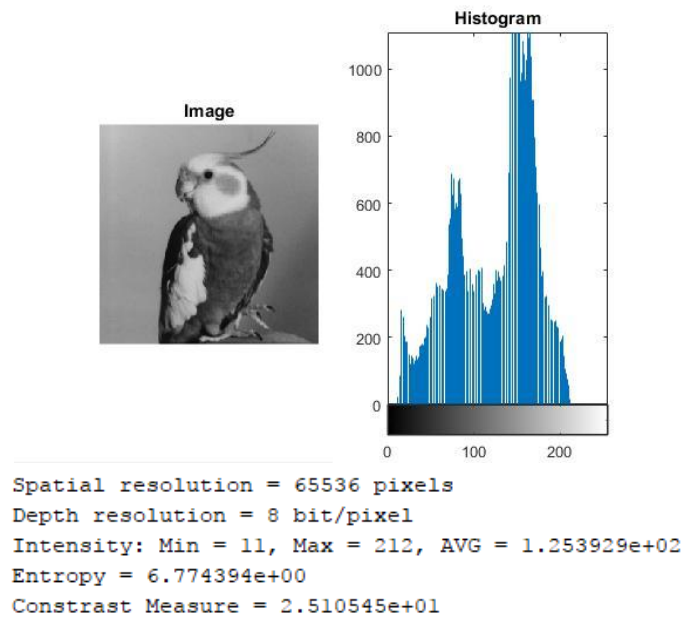 Histogram
Image
1000
800
600
400
200
0
0 100 200
Spatial resolution = 65536 pixels
Depth resolution = 8 bit/pixel
Intensity: Min = 11, Max = 212, AVG = 1.253929e+02
Entropy = 6.774394e+00
Constrast Measure = 2.510545e+01